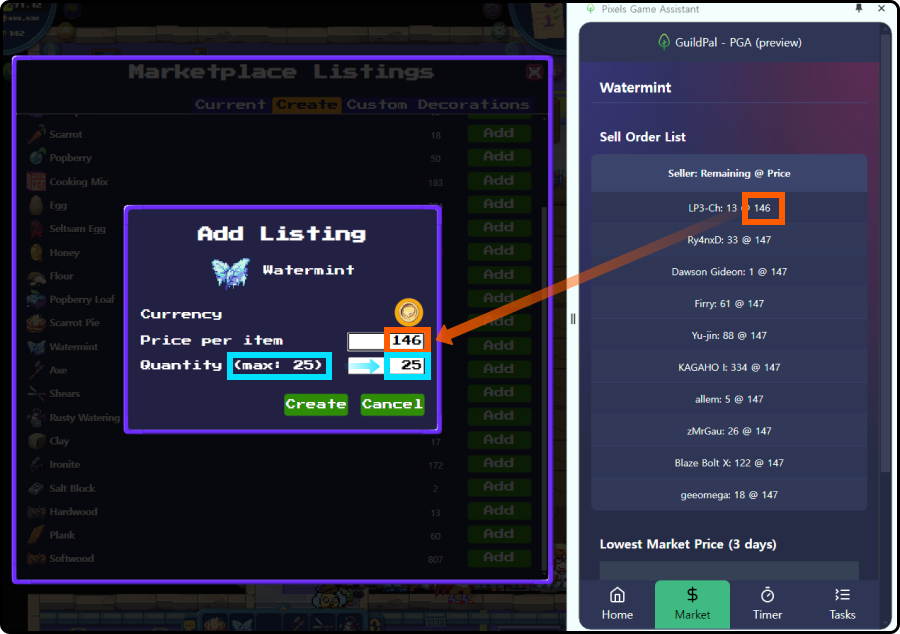 / 142
Marketplace Listings
Current Create Custom Decorations
Scarrot 18 Add
Popberry 50 Add
Cooking Mix 183 Add
Egg Add
Seltsam Egg Add
Honey Add
Flour Add
Popberry Loaf Add
Scarrot Pie Add
Watermint Add
Axe Add
Shears Add
Rusty Watering Add
Clay 17 Add
Ironite 172 Add
Salt Block 2 Add
Hardwood 13 Add
Plank 60 Add
Softwood 807 Add
Add Listing
Watermint
Currency
Price per item 146
Quantity (max: 25) 25
Create Cancel
Pixels Game Assistant
GuildPal - PGA (preview)
Watermint
Sell Order List
Seller: Remaining @ Price
LP3-Ch: 13 @ 146
Ry4nxD: 33 @ 147
Dawson Gideon: 1 @ 147
Firry: 61 @ 147
Yu-jin: 88 @ 147
KAGAHO I: 334 @ 147
allem: 5 @ 147
zMrGau: 26 @ 147
Blaze Bolt X: 122 @ 147
geeomega: 18 @ 147
Lowest Market Price (3 days)
Home Market Timer Tasks